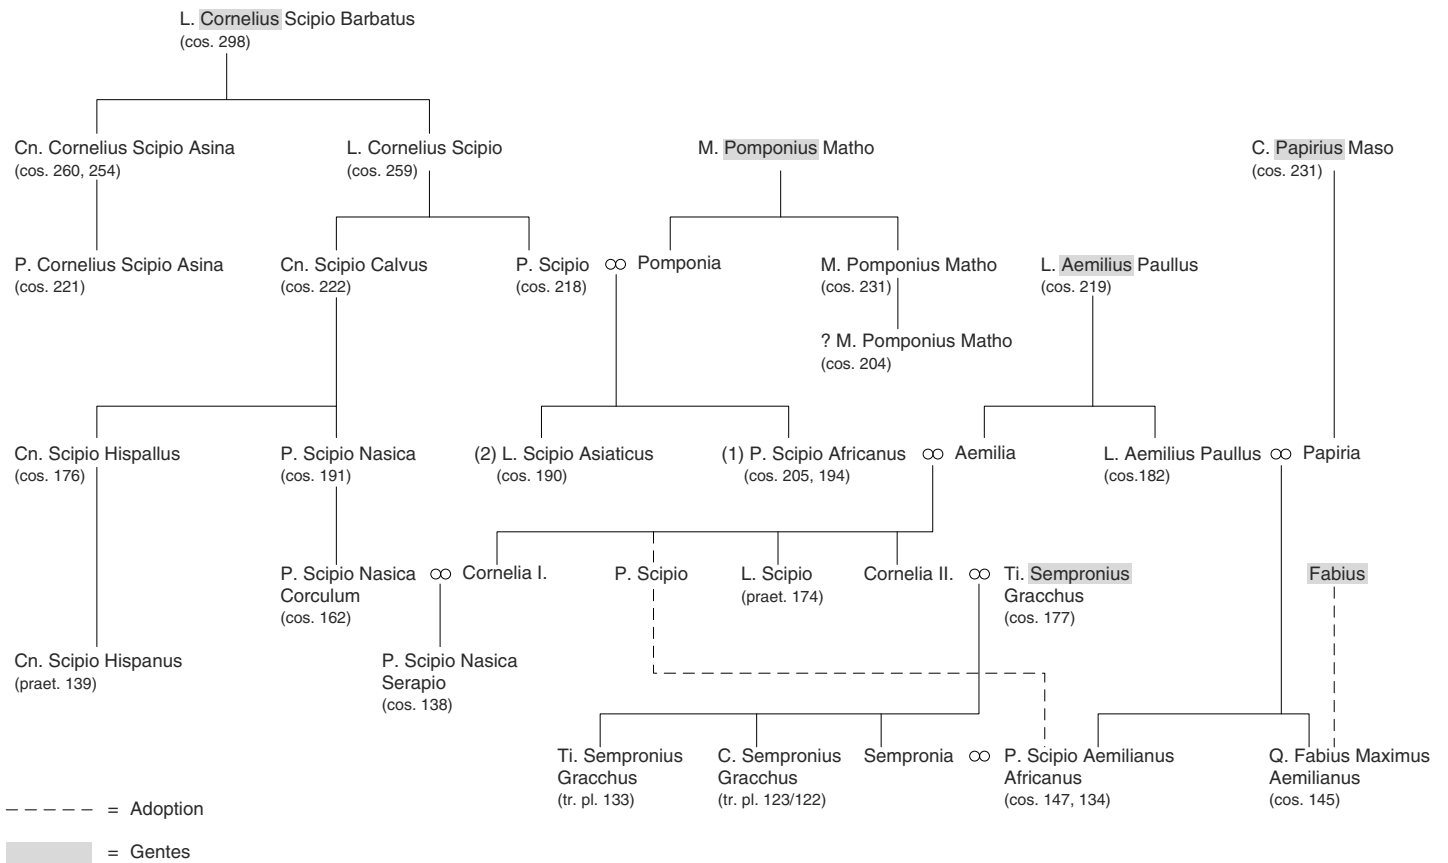 L. Cornelius Scipio Barbatus
(cos. 298)
Cn. Cornelius Scipio Asina
(cos. 260, 254)
L. Cornelius Scipio
(cos. 259)
M. Pomponius Matho
C. Papirius Maso
(cos. 231)
P. Cornelius Scipio Asina
(cos. 221)
Cn. Scipio Calvus
(cos. 222)
P. Scipio
(cos. 218)
Pomponia
M. Pomponius Matho
(cos. 231)
L. Aemilius Paullus
(cos. 219)
? M. Pomponius Matho
(cos. 204)
Cn. Scipio Hispallus
(cos. 176)
P. Scipio Nasica
(cos. 191)
(2) L. Scipio Asiaticus
(cos. 190)
(1) P. Scipio Africanus
(cos. 205, 194)
Aemilia
L. Aemilius Paullus
(cos.182)
Papiria
P. Scipio Nasica
Corculum
(cos. 162)
Cornelia I.
P. Scipio
L. Scipio
(praet. 174)
Cornelia II.
Ti. Sempronius
Gracchus
(cos. 177)
Fabius
Cn. Scipio Hispanus
(praet. 139)
P. Scipio Nasica
Serapio
(cos. 138)
Ti. Sempronius
Gracchus
(tr. pl. 133)
C. Sempronius
Gracchus
(tr. pl. 123/122)
Sempronia
P. Scipio Aemilianus
Africanus
(cos. 147, 134)
Q. Fabius Maximus
Aemilianus
(cos. 145)
= Adoption
= Gentes